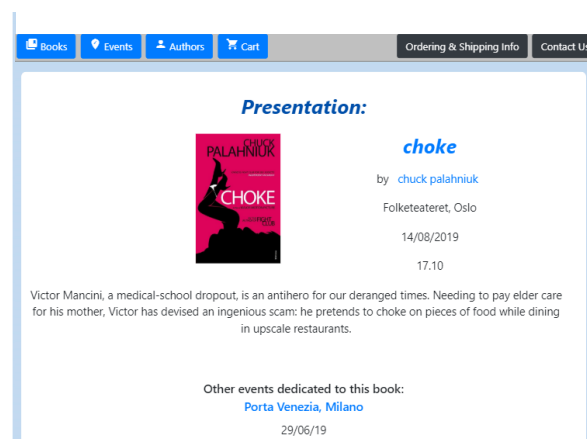 Books
Events
Authors
Cart
Ordering & Shipping Info
Contact Us
Presentation:
CHUCK
PALAHNIUK
CHOKE
choke
by chuck palahniuk
Folketeateret, Oslo
14/08/2019
17.10
Victor Mancini, a medical-school dropout, is an antihero for our deranged times. Needing to pay elder care
for his mother, Victor has devised an ingenious scam: he pretends to choke on pieces of food while dining
in upscale restaurants.
Other events dedicated to this book:
Porta Venezia, Milano
29/06/19